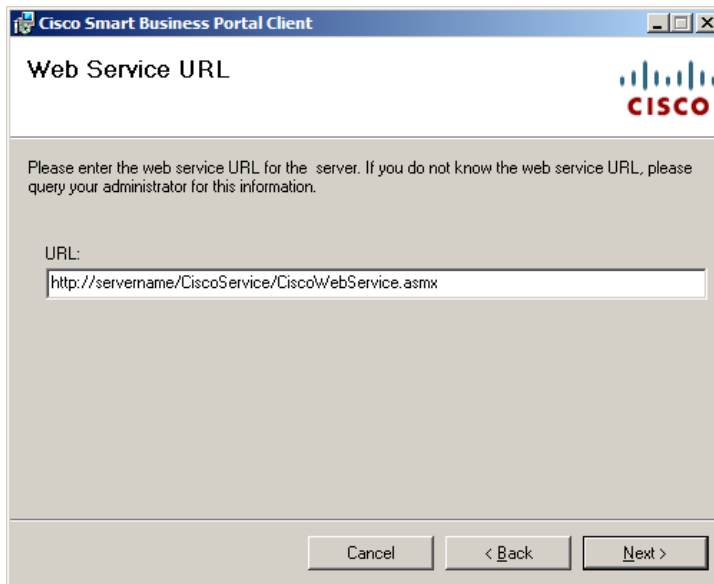 Cisco Smart Business Portal Client
Web Service URL
CISCO
Please enter the web service URL for the  server. If you do not know the web service URL, please
query your administrator for this information.
URL:
http://servername/CiscoService/CiscoWebService.asmx
Cancel
< Back
Next >